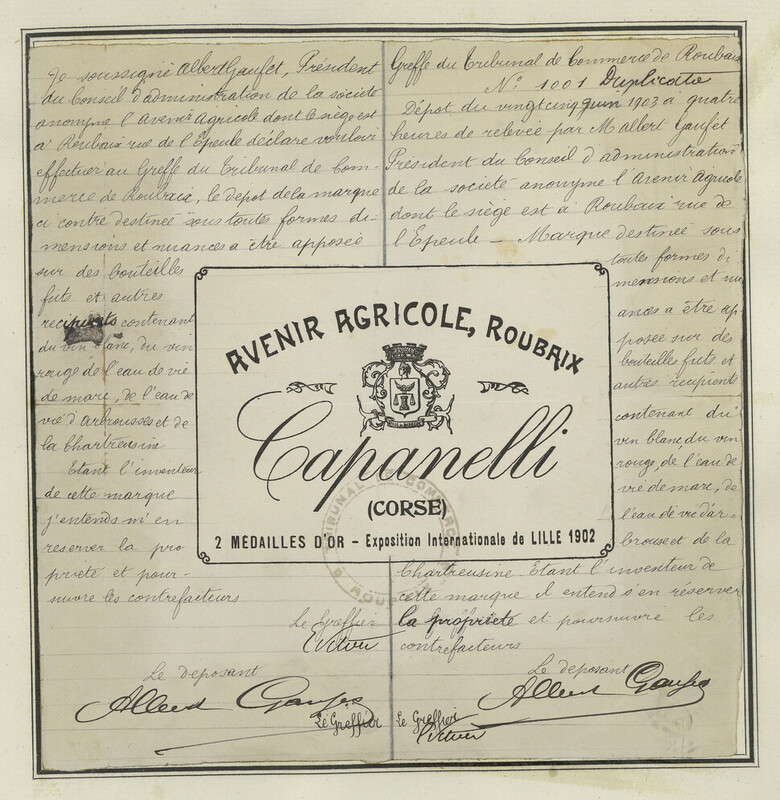 Je soussigné Albert Gaufet, Président
du Conseil d'administration de la société
anonyme l'Avenir Agricole dont le siège est
à Roubaix rue de l'Epeule déclare vouloir
effectuer au Greffe du Tribunal de Com-
merce de Roubaix, le dépot de la marque
ci contre destinée sous toutes formes di-
mensions et nuances à être apposée
sur des bouteilles
futs et autres
recipients contenant
du vin blanc, du vin
rouge de l'eau de vie
de marc, de l'eau de
vie d'arbrousses et de
la Chartreusine
Etant l'inventeur
de cette marque
j'entends m'en
reserver la pro
priété et pour-
suivre les contrefacteurs
Le Greffier
Le deposant
Albert Gaufet
Le Greffier
Greffe du Tribunal de Commerce de Roubaix
N° 1001 Duplicata
Dépot du vingt cinq juin 1903 à quatre
heures de relevée par M Albert Gaufet
Président du Conseil d'administration
de la société anonyme l'Avenir Agricole
dont le siège est à Roubaix rue de
l'Epeule – Marque destinée sous
toutes formes di
mensions et nu
ances à être ap-
posée sur des
bouteilles futs et
autres récipients
contenant du
vin blanc, du vin
rouge, de l'eau de
vie de marc, de
l'eau de vie d'ar-
brouse et de la
Chartreusine Etant l'inventeur de
cette marque il entend s'en réserver
la propriété et poursuivre les
contrefacteurs
Le deposant
Albert Gaufet
Le Greffier
AVENIR AGRICOLE, ROUBAIX
Capanelli
(CORSE)
2 MÉDAILLES D'OR – Exposition Internationale de LILLE 1902
TRIBUNAL DE COMMERCE